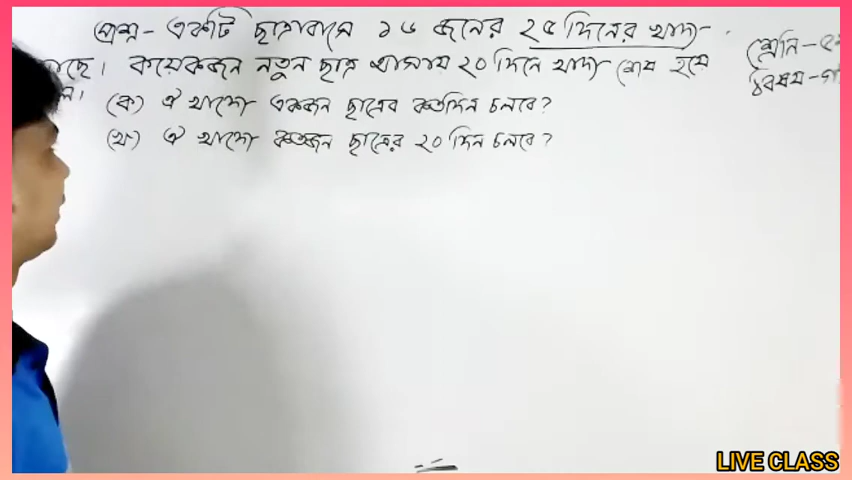 প্রশ্ন- একটি ছাত্রাবাসে ১৬ জনের ২৫ দিনের খাদ্য
আছে। কয়েকজন নতুন ছাত্র আসায় ২০ দিনে খাদ্য শেষ হয়ে
(ক) ঐ খাদ্যে একজন ছাত্রের কতদিন চলবে?
(খ) ঐ খাদ্যে কতজন ছাত্রের ২০ দিন চলবে?
শ্রেনি-
বিষয়-
LIVE CLASS